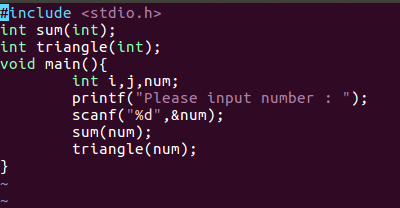 #include <stdio.h>
int sum(int);
int triangle(int);
void main(){
        int i,j,num;
        printf("Please input number : ");
        scanf("%d",&num);
        sum(num);
        triangle(num);
}
~
~